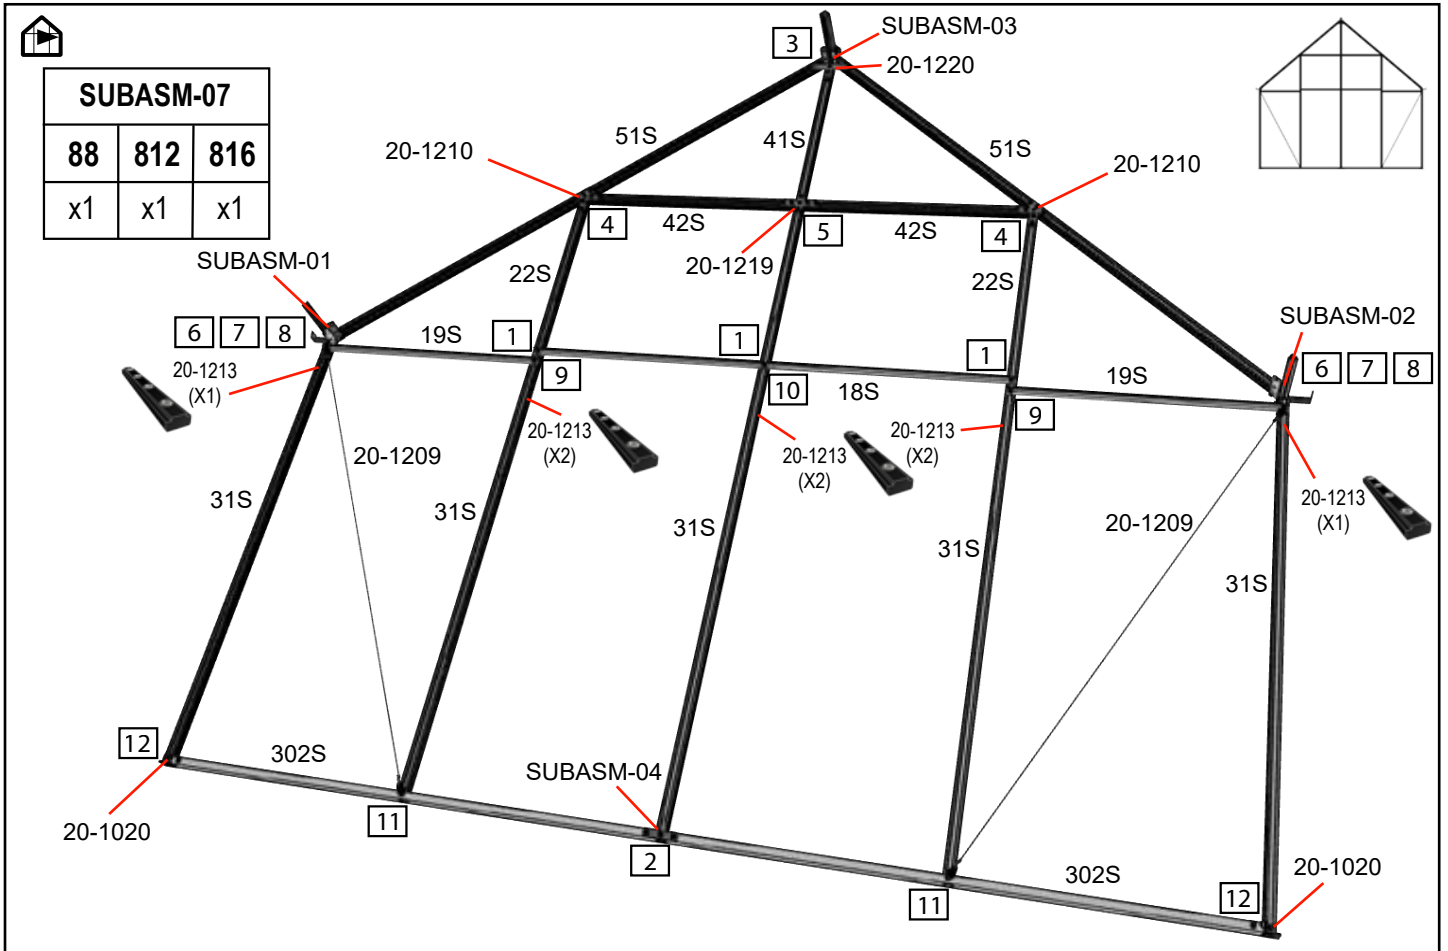 SUBASM-07
88 812 816
x1 x1 x1
3
SUBASM-03
20-1220
51S
41S
51S
20-1210
20-1210
4
42S
5
42S
4
20-1219
SUBASM-01
22S
22S
SUBASM-02
6 7 8
19S
1
1
1
6 7 8
20-1213
(X1)
9
10
18S
9
19S
20-1213
(X2)
20-1213
(X2)
20-1213
(X2)
20-1213
(X1)
20-1209
20-1209
31S
31S
31S
31S
31S
12
302S
SUBASM-04
20-1020
11
2
11
302S
12
20-1020